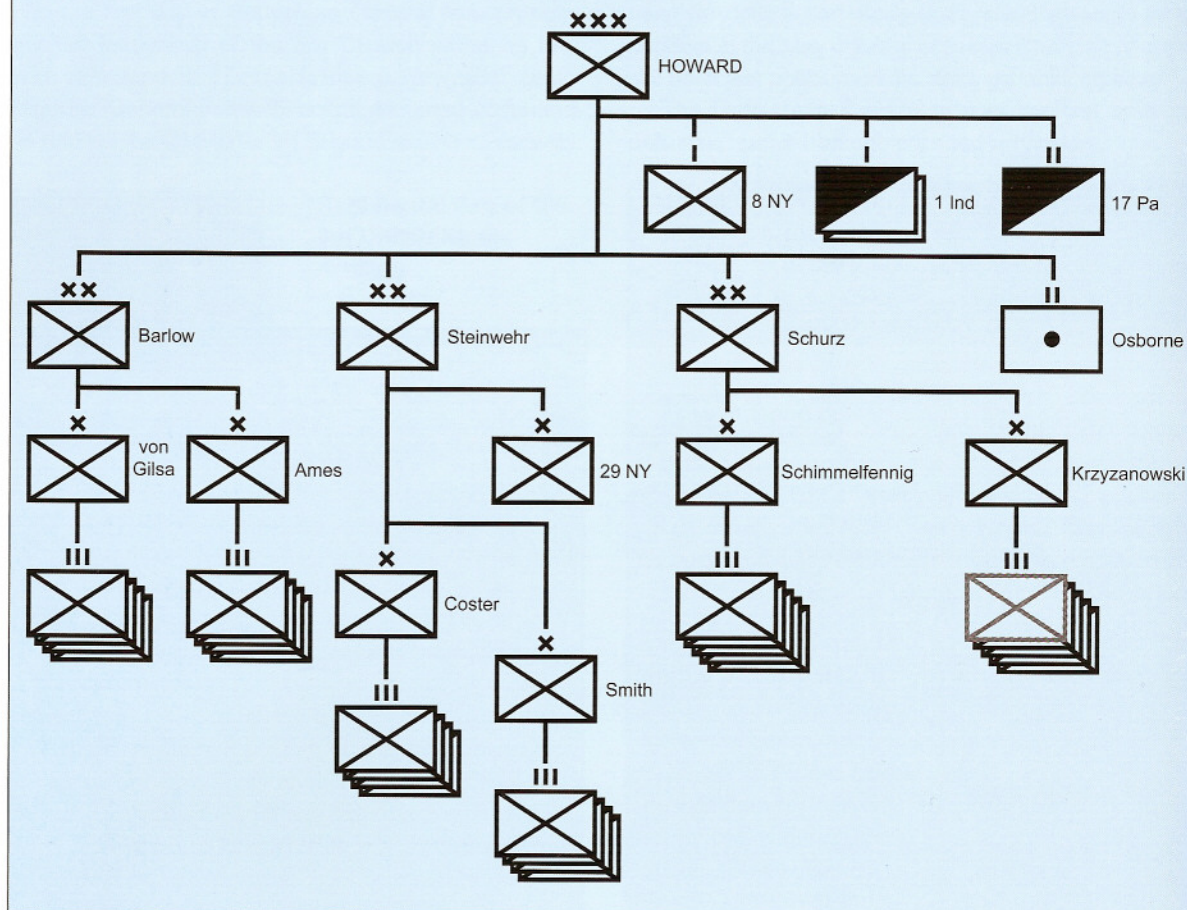 HOWARD
8 NY
1 Ind
17 Pa
Barlow
Steinwehr
Schurz
Osborne
von
Gilsa
Ames
29 NY
Schimmelfennig
Krzyzanowski
Coster
Smith